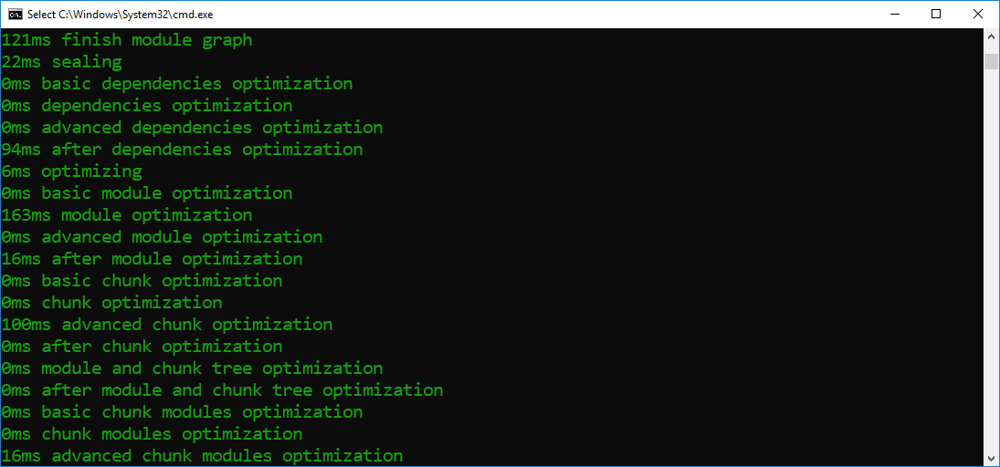 Select C:\Windows\System32\cmd.exe
121ms finish module graph
22ms sealing
0ms basic dependencies optimization
0ms dependencies optimization
0ms advanced dependencies optimization
94ms after dependencies optimization
6ms optimizing
0ms basic module optimization
163ms module optimization
0ms advanced module optimization
16ms after module optimization
0ms basic chunk optimization
0ms chunk optimization
100ms advanced chunk optimization
0ms after chunk optimization
0ms module and chunk tree optimization
0ms after module and chunk tree optimization
0ms basic chunk modules optimization
0ms chunk modules optimization
16ms advanced chunk modules optimization